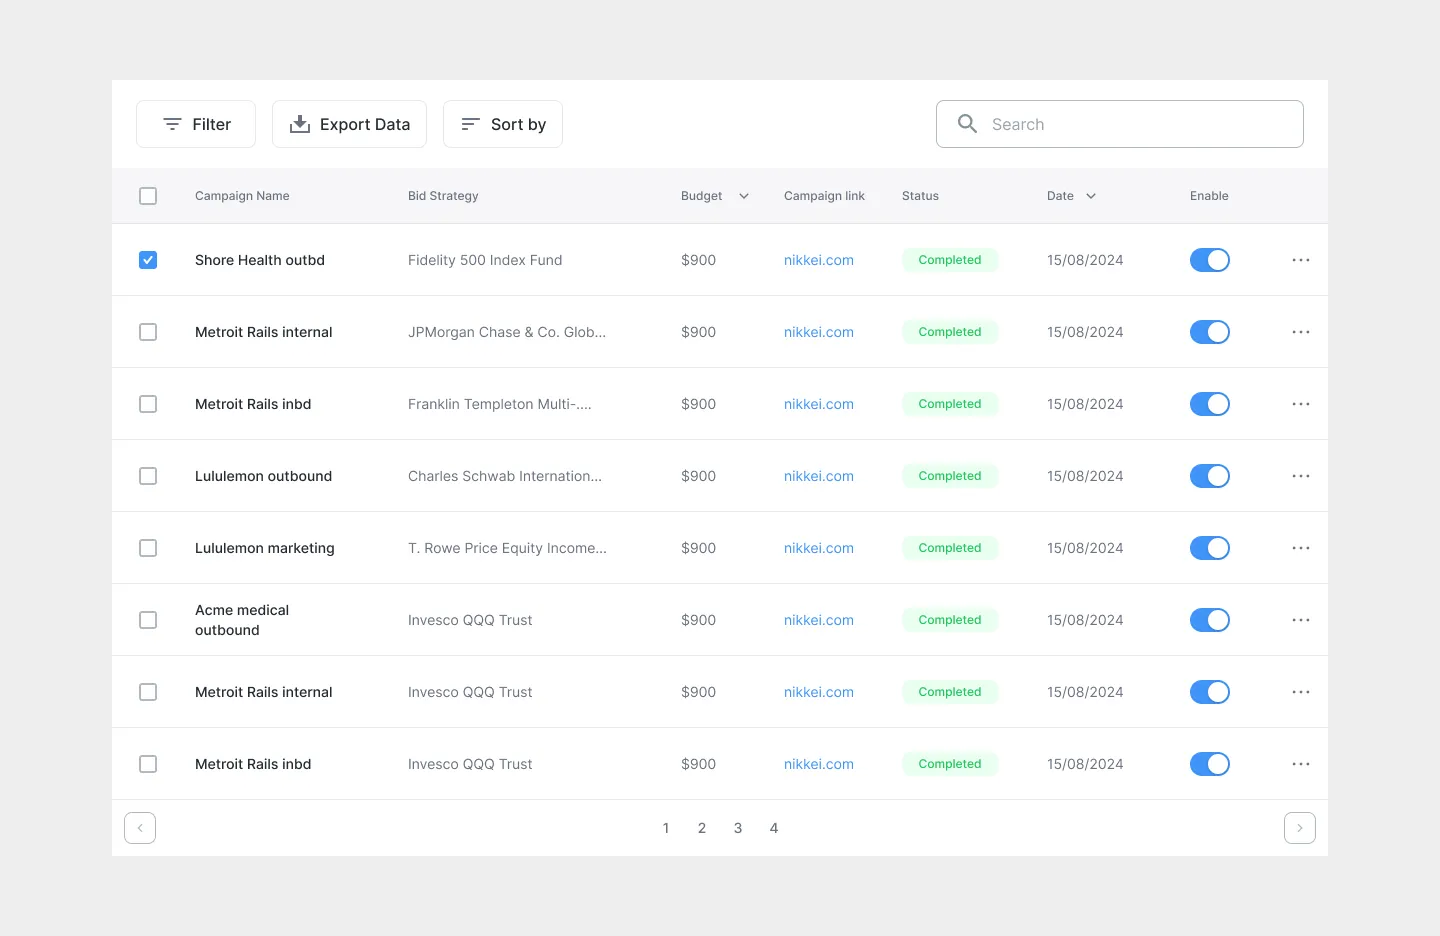 Filter
Export Data
Sort by
Search
Campaign Name
Bid Strategy
Budget
Campaign link
Status
Date
Enable
Shore Health outbd
Fidelity 500 Index Fund
$900
nikkei.com
Completed
15/08/2024
Metroit Rails internal
JPMorgan Chase & Co. Glob...
$900
nikkei.com
Completed
15/08/2024
Metroit Rails inbd
Franklin Templeton Multi-....
$900
nikkei.com
Completed
15/08/2024
Lululemon outbound
Charles Schwab Internation...
$900
nikkei.com
Completed
15/08/2024
Lululemon marketing
T. Rowe Price Equity Income...
$900
nikkei.com
Completed
15/08/2024
Acme medical
outbound
Invesco QQQ Trust
$900
nikkei.com
Completed
15/08/2024
Metroit Rails internal
Invesco QQQ Trust
$900
nikkei.com
Completed
15/08/2024
Metroit Rails inbd
Invesco QQQ Trust
$900
nikkei.com
Completed
15/08/2024
1 2 3 4